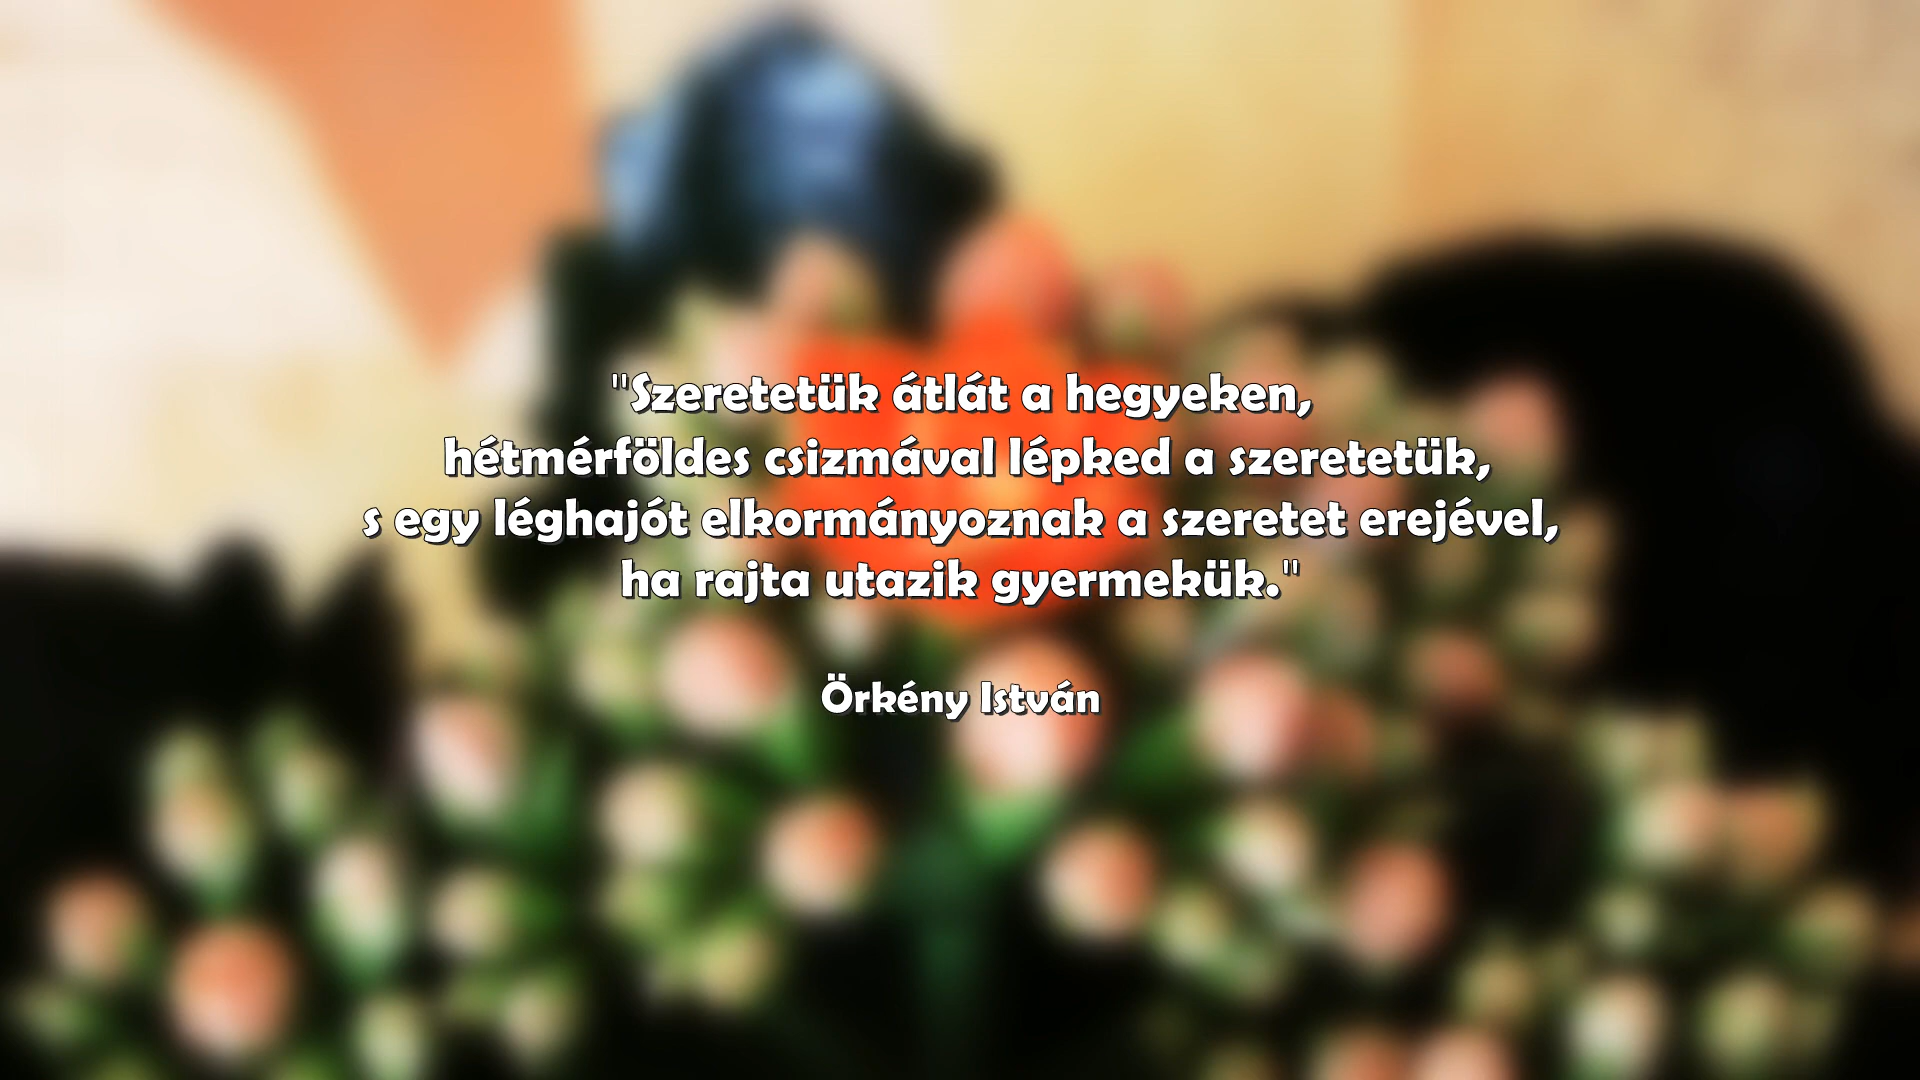 "Szeretetük átlát a hegyeken,
hétmérföldes csizmával lépked a szeretetük,
s egy léghajót elkormányoznak a szeretet erejével,
ha rajta utazik gyermekük."
Örkény István